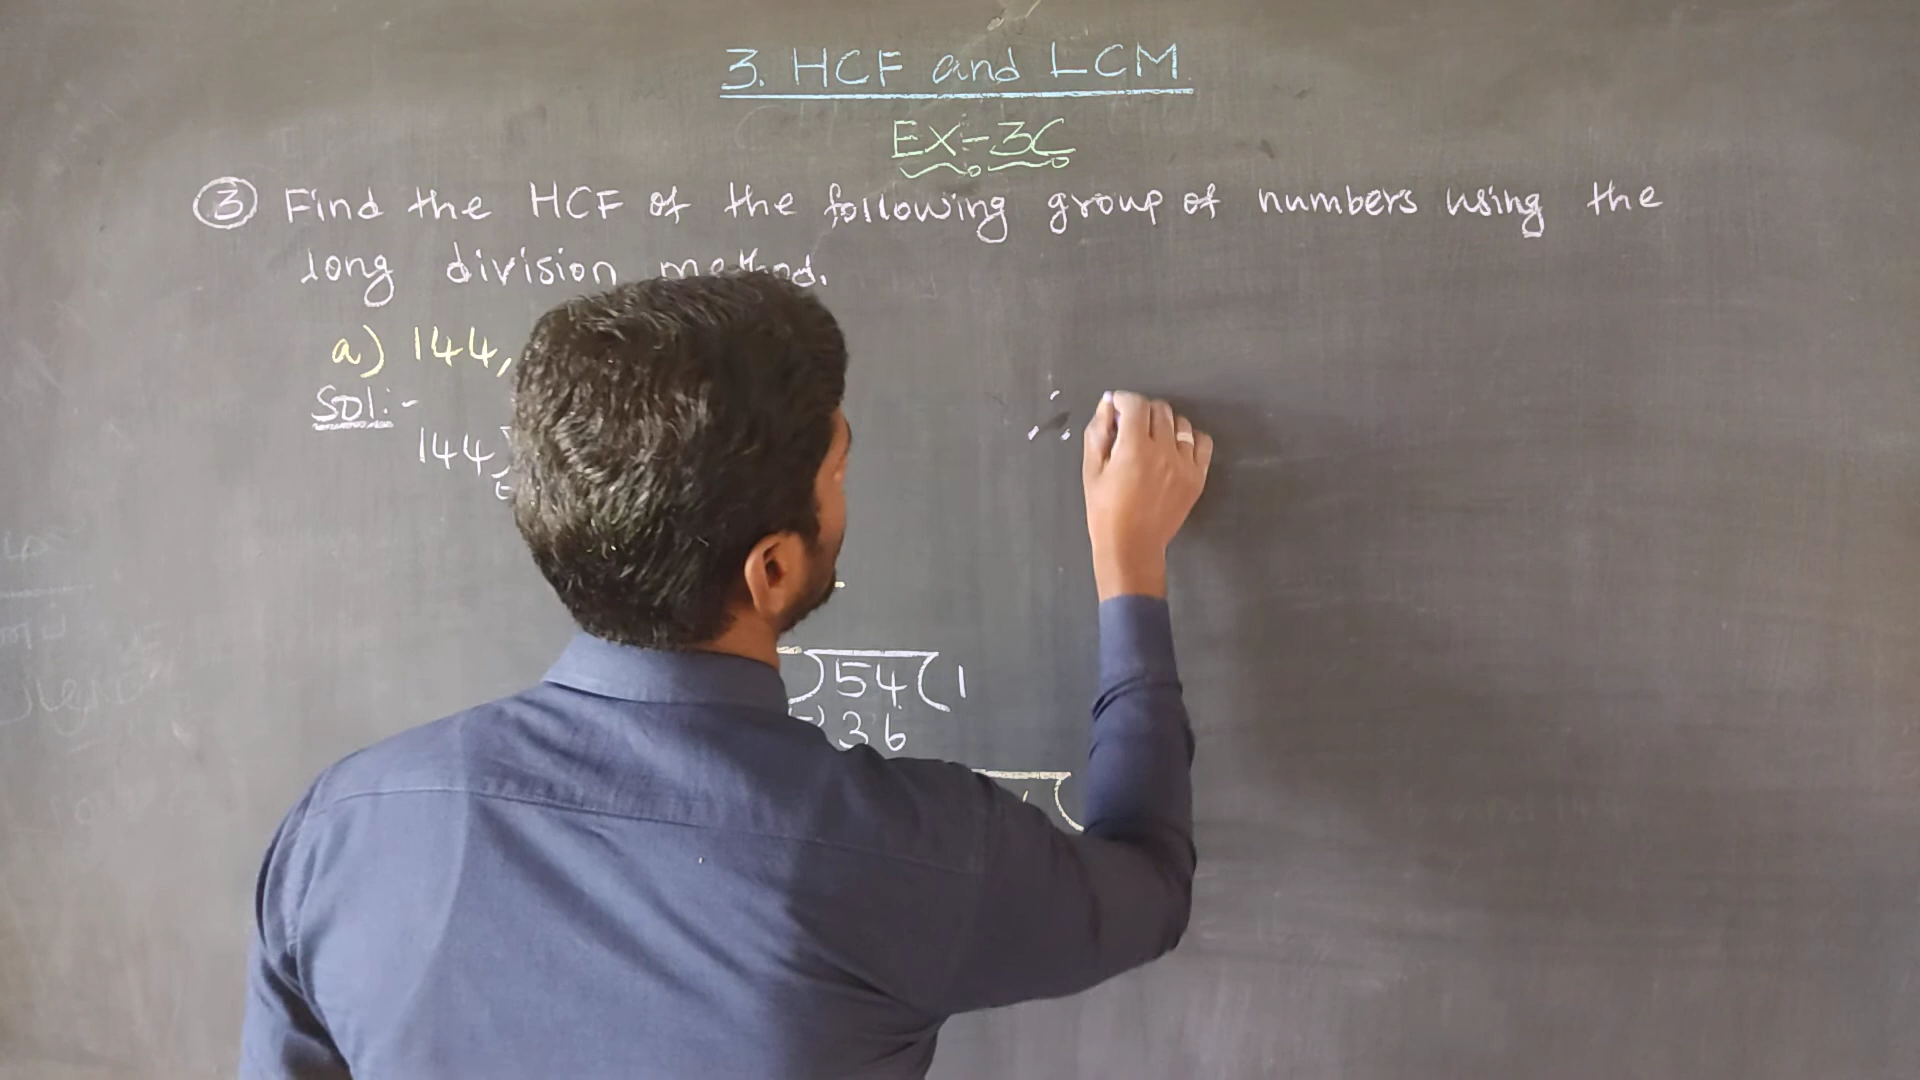 3. HCF and LCM
EX-3C
3 Find the HCF of the following group of numbers using the
long division method.
a) 144,
Sol:-
144)
)54(1
(-)36
∴